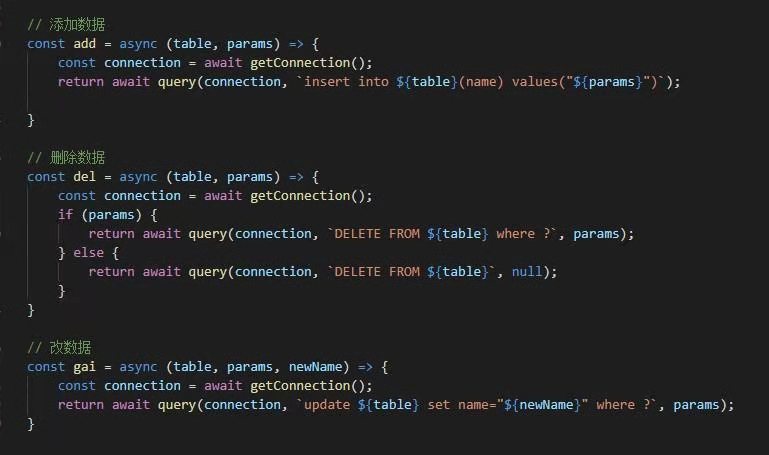 // 添加数据
const add = async (table, params) => {
const connection = await getConnection();
return await query(connection, `insert into ${table}(name) values("${params}")`);
}
// 删除数据
const del = async (table, params) => {
const connection = await getConnection();
if (params) {
return await query(connection, `DELETE FROM ${table} where ?`, params);
} else {
return await query(connection, `DELETE FROM ${table}`, null);
}
}
// 改数据
const gai = async (table, params, newName) => {
const connection = await getConnection();
return await query(connection, `update ${table} set name="${newName}" where ?`, params);
}